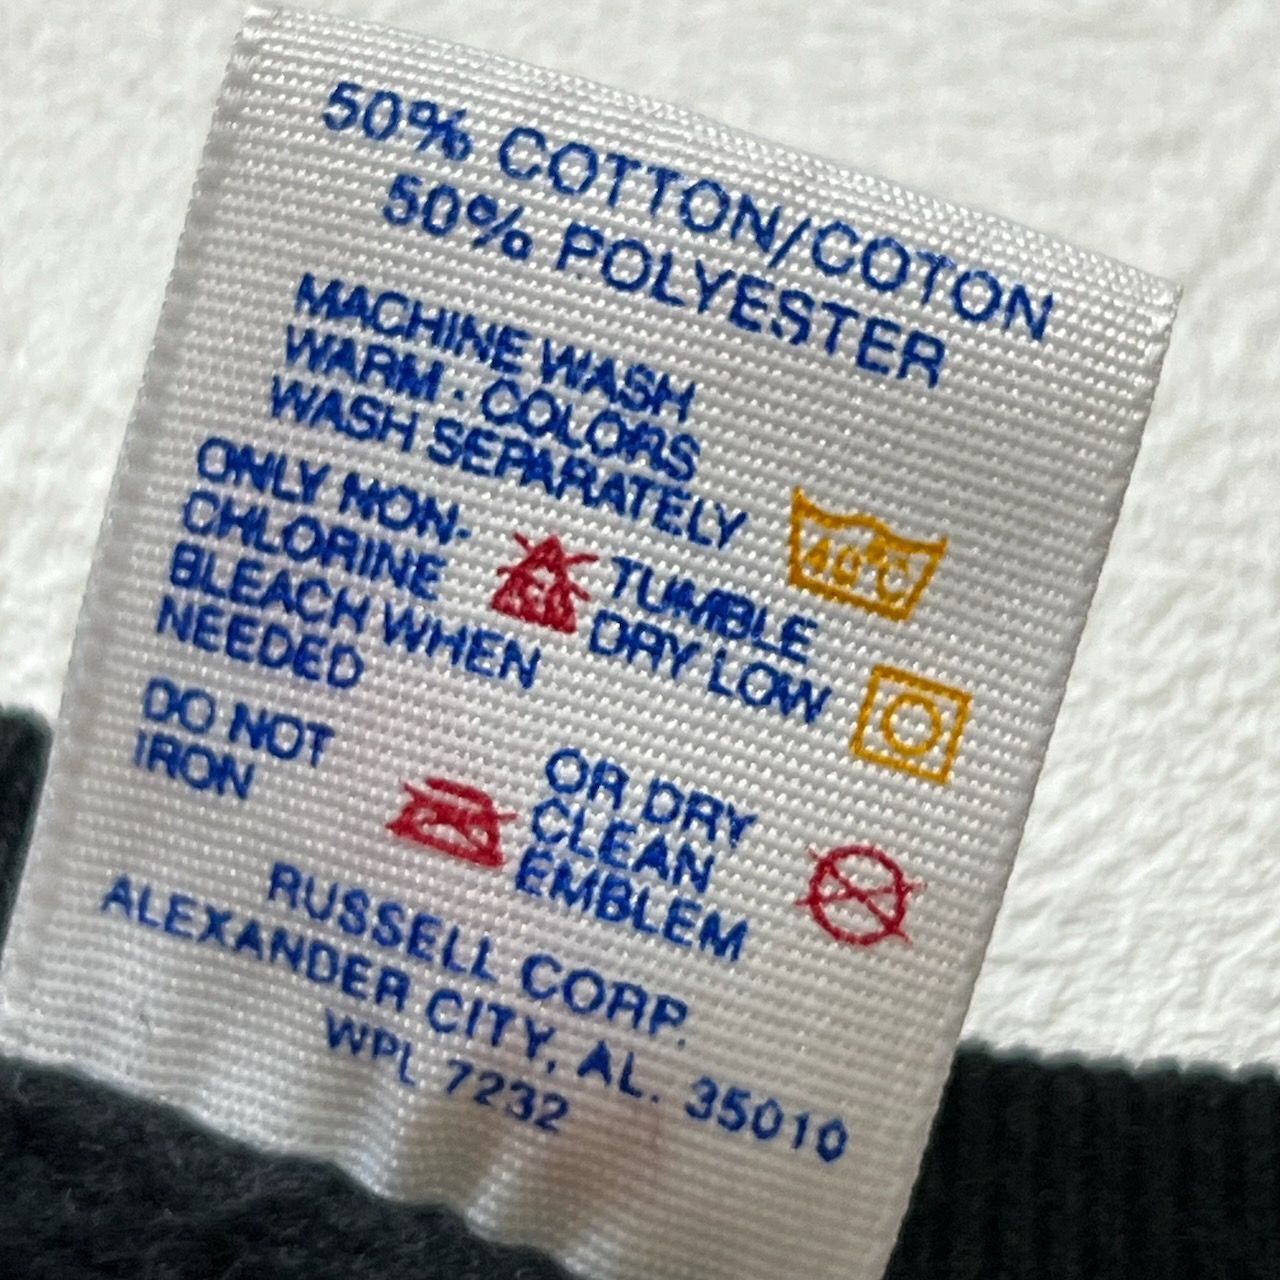 50% COTTON/COTON
50% POLYESTER
MACHINE WASH
WARM - COLORS
WASH SEPARATELY
40°C
ONLY NON-
CHLORINE
BLEACH WHEN
NEEDED
TUMBLE
DRY LOW
DO NOT
IRON
OR DRY
CLEAN
EMBLEM
RUSSELL CORP.
ALEXANDER CITY, AL. 35010
WPL 7232